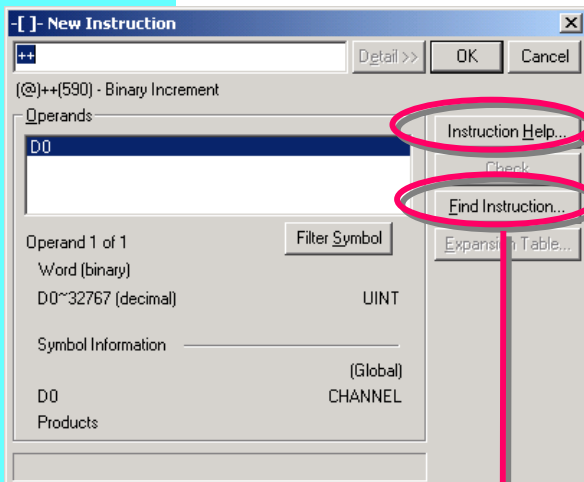 -[ ]- New Instruction
++
Detail >>
OK
Cancel
(@)++(590) - Binary Increment
Operands
D0
Instruction Help...
Check
Find Instruction...
Expansion Table...
Operand 1 of 1
Filter Symbol
Word (binary)
D0~32767 (decimal)
UINT
Symbol Information
(Global)
D0
CHANNEL
Products